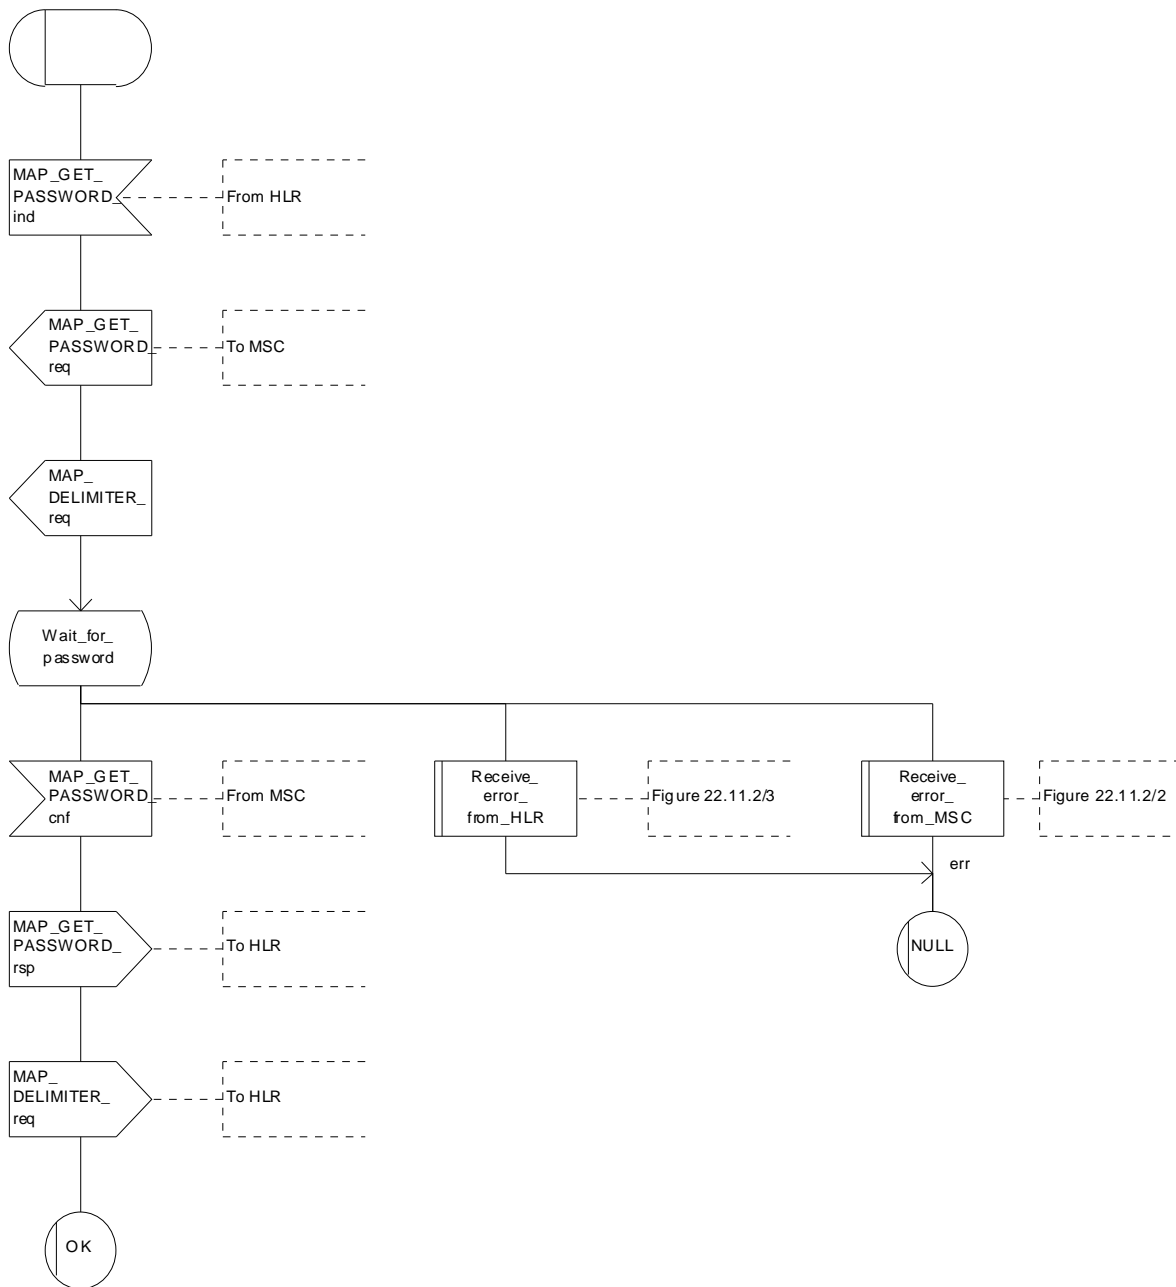 MAP_GET_
PASSWORD_
ind
From HLR
MAP_GET_
PASSWORD_
req
To MSC
MAP_
DELIMITER_
req
Wait_for_
password
MAP_GET_
PASSWORD_
cnf
From MSC
Receive_
error_
from_HLR
Figure 22.11.2/3
Receive_
error_
from_MSC
Figure 22.11.2/2
err
MAP_GET_
PASSWORD_
rsp
To HLR
NULL
MAP_
DELIMITER_
req
To HLR
OK